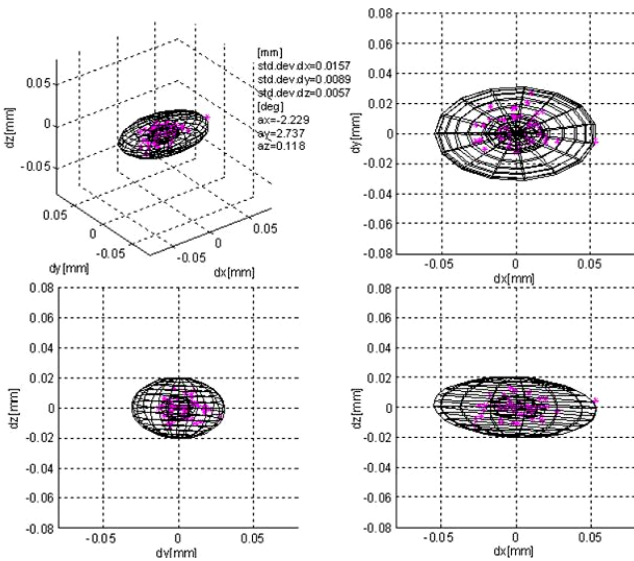 [mm]
std.dev.dx=0.0157
std.dev.dy=0.0089
std.dev.dz=0.0057
[deg]
ax=-2.229
ay=2.737
az=0.118
0.05
0
-0.05
dz[mm]
0.05
0
-0.05
dy[mm]
-0.05
0
0.05
dx[mm]
0.08
0.06
0.04
0.02
0
-0.02
-0.04
-0.06
-0.08
dy[mm]
-0.05
0
0.05
dx[mm]
0.08
0.06
0.04
0.02
0
-0.02
-0.04
-0.06
-0.08
dz[mm]
-0.05
0
0.05
dy[mm]
0.08
0.06
0.04
0.02
0
-0.02
-0.04
-0.06
-0.08
dz[mm]
-0.05
0
0.05
dx[mm]